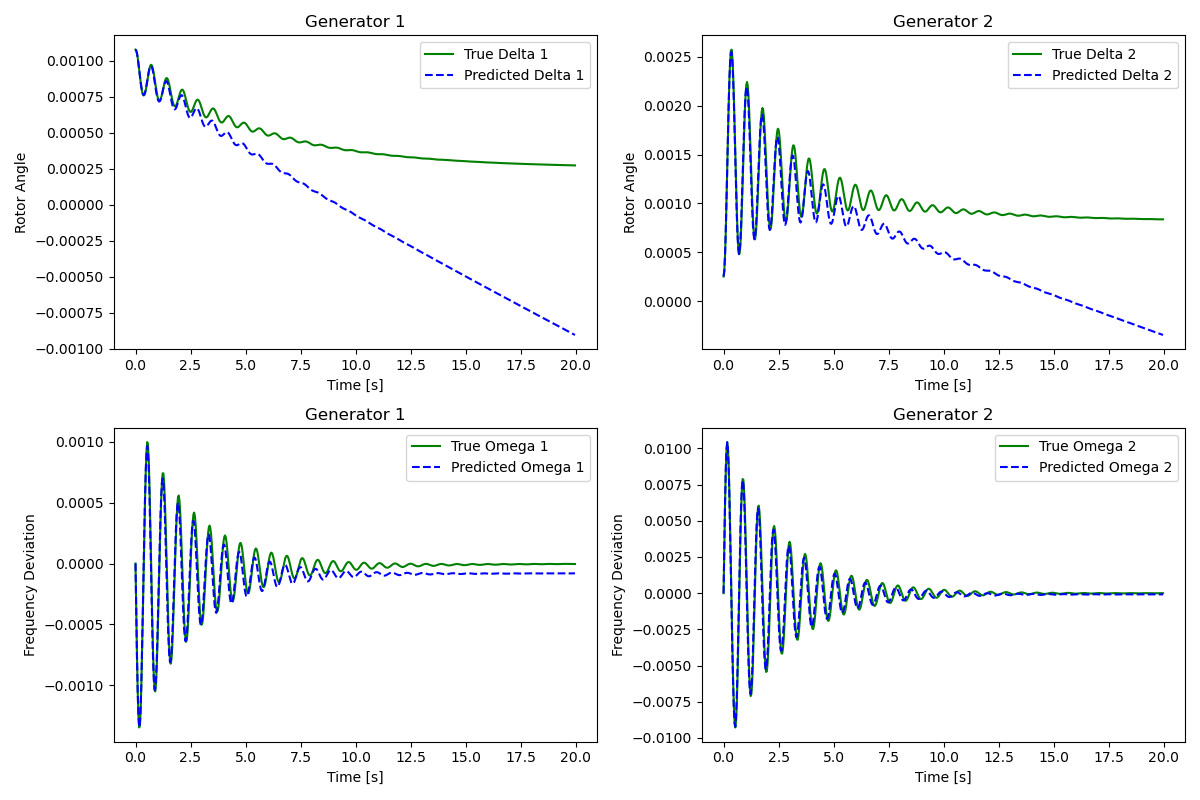 Generator 1
True Delta 1
Predicted Delta 1
Rotor Angle
0.00100
0.00075
0.00050
0.00025
0.00000
−0.00025
−0.00050
−0.00075
−0.00100
0.0 2.5 5.0 7.5 10.0 12.5 15.0 17.5 20.0
Time [s]
Generator 2
True Delta 2
Predicted Delta 2
Rotor Angle
0.0025
0.0020
0.0015
0.0010
0.0005
0.0000
0.0 2.5 5.0 7.5 10.0 12.5 15.0 17.5 20.0
Time [s]
Generator 1
True Omega 1
Predicted Omega 1
Frequency Deviation
0.0010
0.0005
0.0000
−0.0005
−0.0010
0.0 2.5 5.0 7.5 10.0 12.5 15.0 17.5 20.0
Time [s]
Generator 2
True Omega 2
Predicted Omega 2
Frequency Deviation
0.0100
0.0075
0.0050
0.0025
0.0000
−0.0025
−0.0050
−0.0075
−0.0100
0.0 2.5 5.0 7.5 10.0 12.5 15.0 17.5 20.0
Time [s]